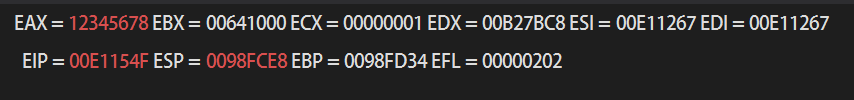 EAX = 12345678 EBX = 00641000 ECX = 00000001 EDX = 00B27BC8 ESI = 00E11267 EDI = 00E11267
EIP = 00E1154F ESP = 0098FCE8 EBP = 0098FD34 EFL = 00000202